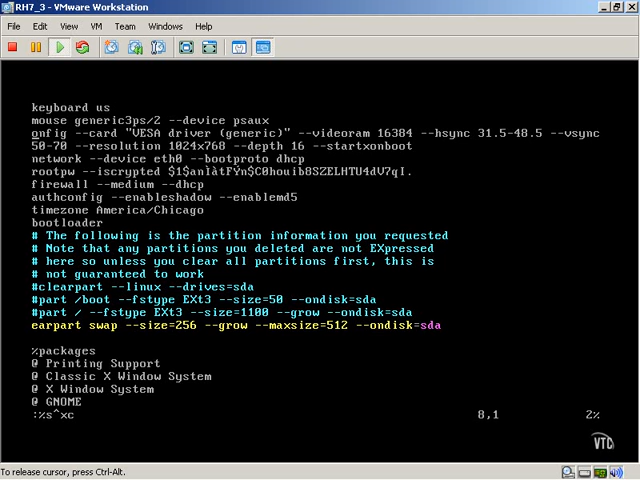 RH7_3 - VMware Workstation
File Edit View VM Team Windows Help
keyboard us
mouse generic3ps/2 --device psaux
onfig --card "VESA driver (generic)" --videoram 16384 --hsync 31.5-48.5 --vsync
50-70 --resolution 1024x768 --depth 16 --startxonboot
network --device eth0 --bootproto dhcp
rootpw --iscrypted
firewall --medium --dhcp
authconfig --enableshadow --enablemd5
timezone America/Chicago
bootloader
# The following is the partition information you requested
# Note that any partitions you deleted are not EXpressed
# here so unless you clear all partitions first, this is
# not guaranteed to work
#clearpart --linux --drives=sda
#part /boot --fstype EXt3 --size=50 --ondisk=sda
#part / --fstype EXt3 --size=1100 --grow --ondisk=sda
earpart swap --size=256 --grow --maxsize=512 --ondisk=sda
%packages
@ Printing Support
@ Classic X Window System
@ X Window System
@ GNOME
:%s^xc 8,1 2%
VTC
To release cursor, press Ctrl-Alt.